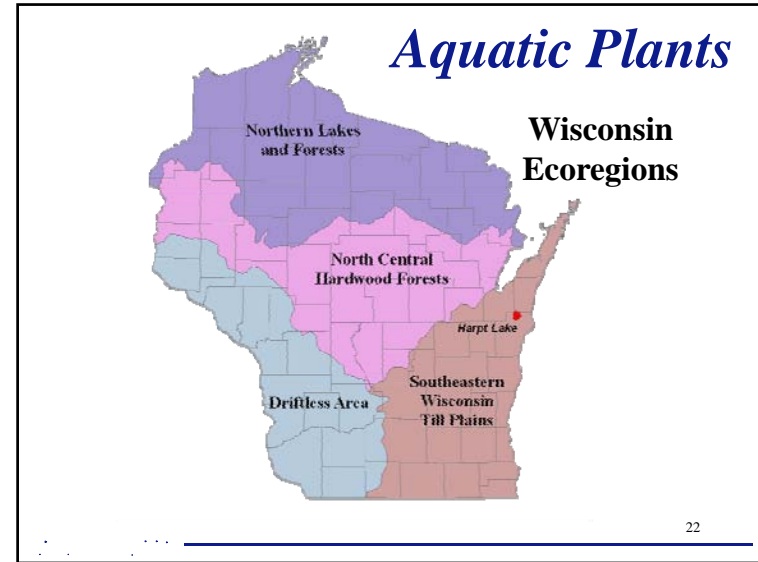 Aquatic Plants
Wisconsin
Ecoregions
Northern Lakes
and Forests
North Central
Hardwood Forests
Harpt Lake
Southeastern
Wisconsin
Till Plains
Driftless Area
22